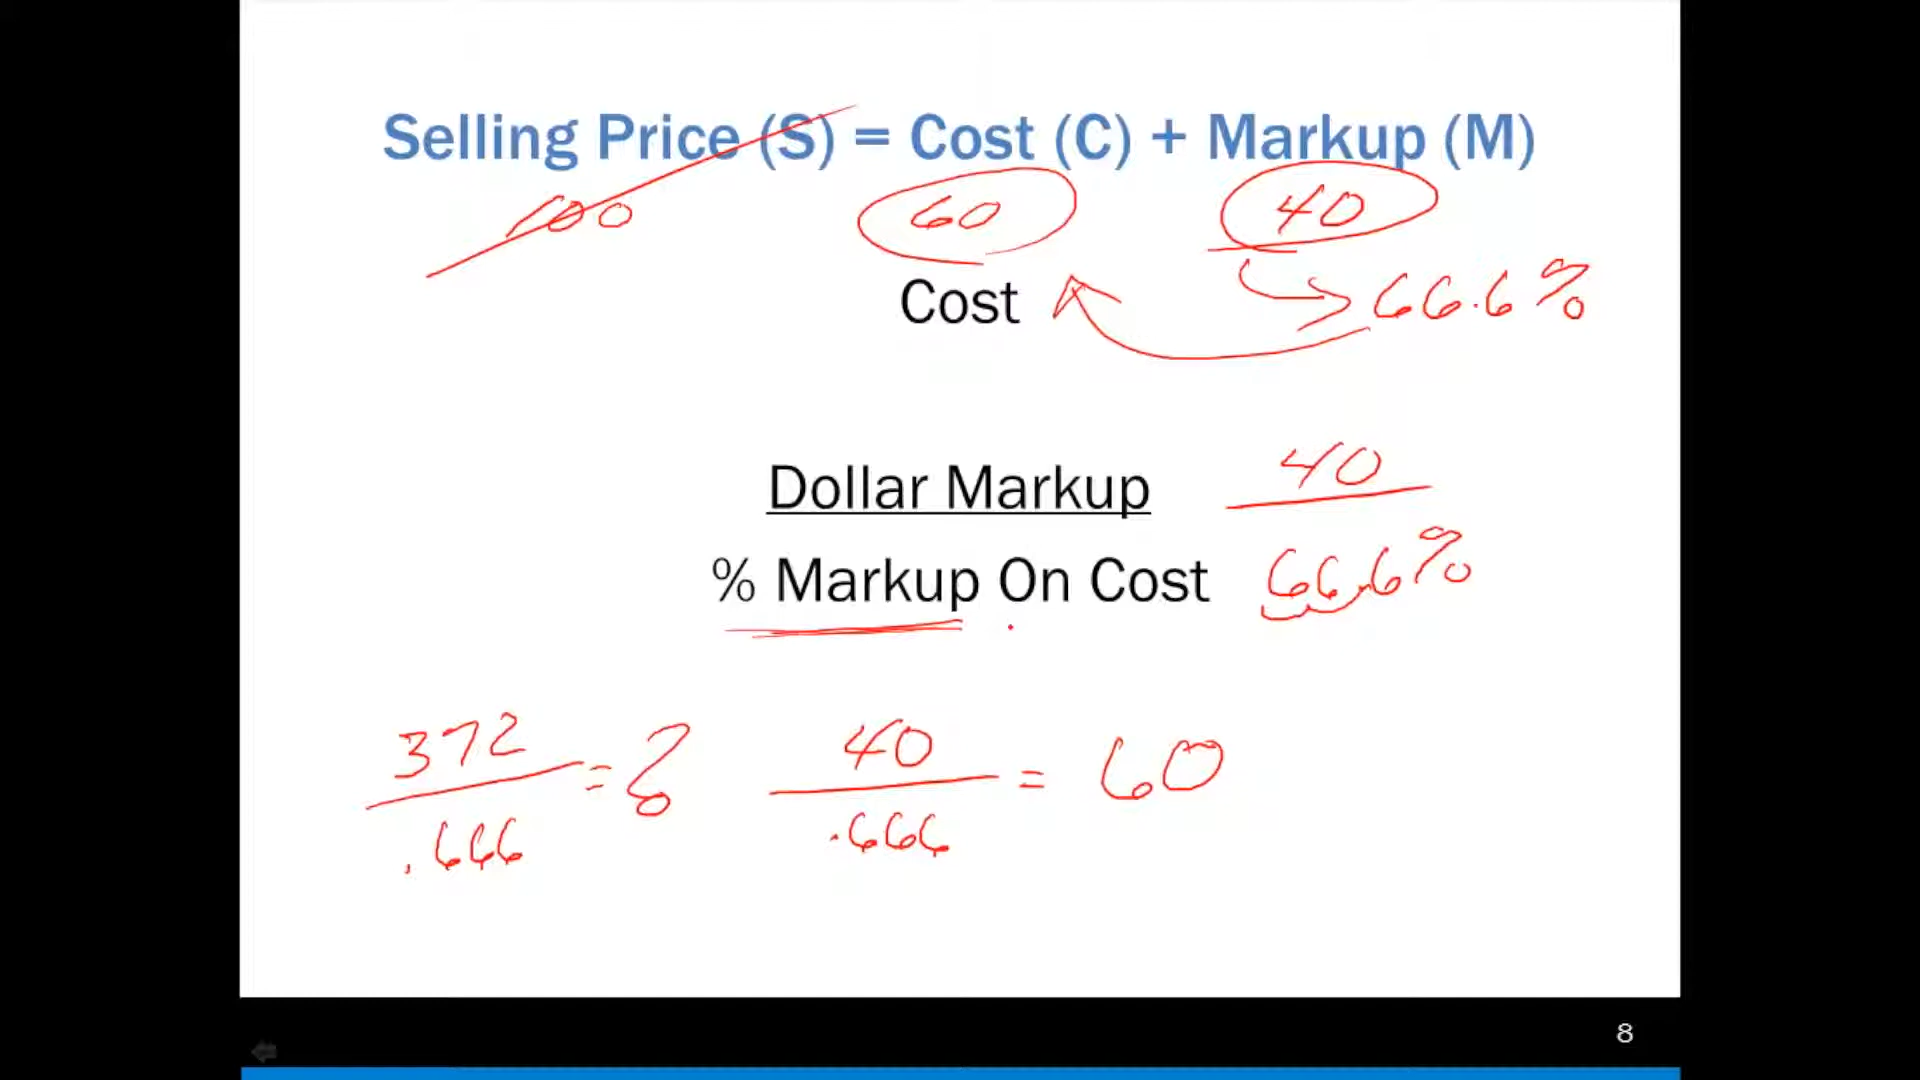 Selling Price (S) = Cost (C) + Markup (M)
100 60 40
Cost 66.6%
Dollar Markup 40
% Markup On Cost 66.6%
372 = ? 40 = 60
.666 .666
8